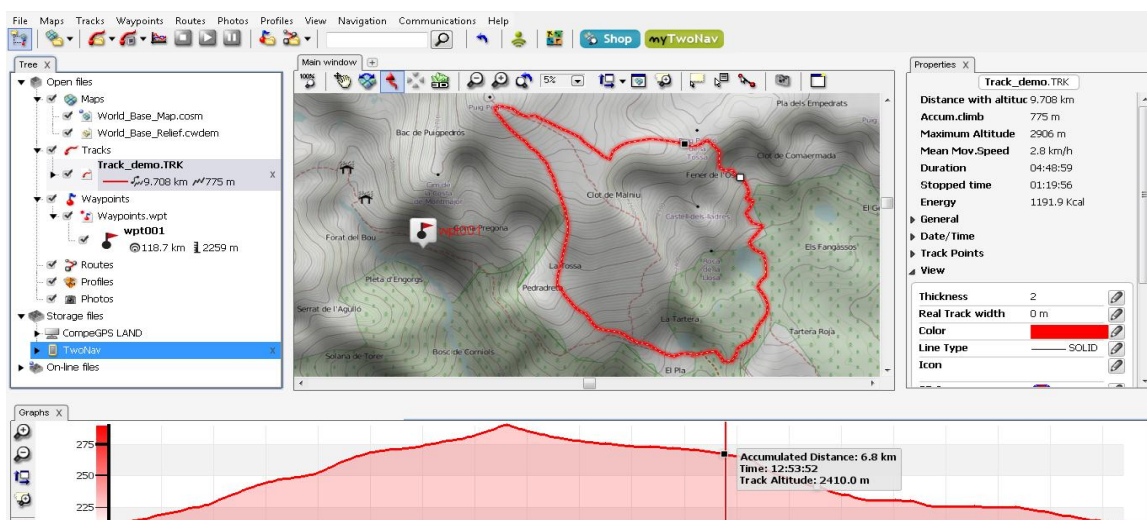 File Maps Tracks Waypoints Routes Photos Profiles View Navigation Communications Help
Shop
myTwoNav
Tree X
Open files
Maps
World_Base_Map.cosm
World_Base_Relief.cwdem
Tracks
Track_demo.TRK
9.708 km 775 m
x
Waypoints
Waypoints.wpt
wpt001
118.7 km 2259 m
Routes
Profiles
Photos
Storage files
CompeGPS LAND
TwoNav
x
On-line files
Main window
100%
5%
Pla dels Empedrats
Puig
Bac de Puigpedrós
Clot de Comaermada
Fener de l'Os
Clot de Malniu
wpt001
Pregona
Forat del Bou
Els Fangassos
La Tossa
Pleta d'Engorgs
Pedradreta
Serrat de l'Agulló
La Tartera
Tartera Roja
Solana de Torer
Bosc de Comiols
El Pla
Properties X
Track_demo.TRK
Distance with altituc 9.708 km
Accum.climb 775 m
Maximum Altitude 2906 m
Mean Mov.Speed 2.8 km/h
Duration 04:48:59
Stopped time 01:19:56
Energy 1191.9 Kcal
General
Date/Time
Track Points
View
Thickness 2
Real Track width 0 m
Color
Line Type SOLID
Icon
Graphs X
275
250
225
Accumulated Distance: 6.8 km
Time: 12:53:52
Track Altitude: 2410.0 m